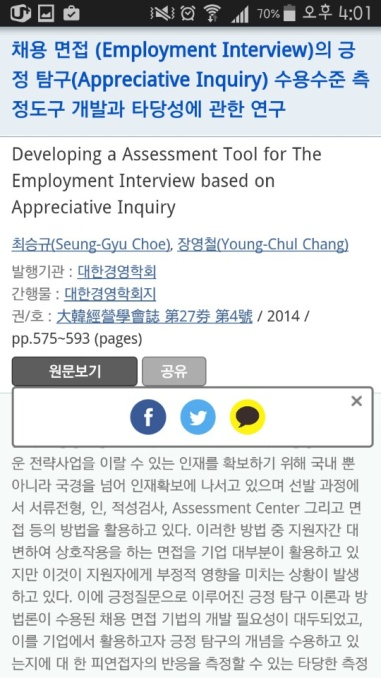 70% 오후 4:01
채용 면접 (Employment Interview)의 긍
정 탐구(Appreciative Inquiry) 수용수준 측
정도구 개발과 타당성에 관한 연구
Developing a Assessment Tool for The
Employment Interview based on
Appreciative Inquiry
최승규(Seung-Gyu Choe), 장영철(Young-Chul Chang)
발행기관 : 대한경영학회
간행물 : 대한경영학회지
권/호 : 大韓經營學會誌 第27券 第4號 / 2014 /
pp.575~593 (pages)
원문보기 공유
운 전략사업을 이랄 수 있는 인재를 확보하기 위해 국내 뿐
아니라 국경을 넘어 인재확보에 나서고 있으며 선발 과정에
서 서류전형, 인, 적성검사, Assessment Center 그리고 면
접 등의 방법을 활용하고 있다. 이러한 방법 중 지원자간 대
변하여 상호작용을 하는 면접을 기업 대부분이 활용하고 있
지만 이것이 지원자에게 부정적 영향을 미치는 상황이 발생
하고 있다. 이에 긍정질문으로 이루어진 긍정 탐구 이론과 방
법론이 수용된 채용 면접 기법의 개발 필요성이 대두되었고,
이를 기업에서 활용하고자 긍정 탐구의 개념을 수용하고 있
는지에 대 한 피연접자의 반응을 측정할 수 있는 타당한 측정